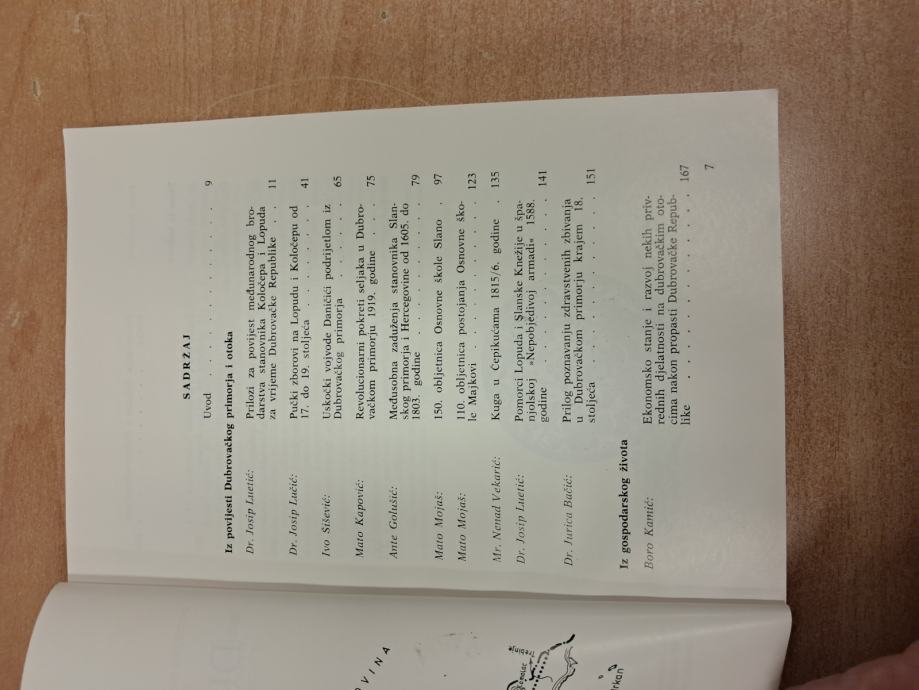 SADRŽAJ
Uvod . . . . . . . . . . . . 9
Iz povijesti Dubrovačkog primorja i otoka
Dr. Josip Luetić: Prilozi za povijest međunarodnog bro-
darstva stanovnika Koločepa i Lopuda
za vrijeme Dubrovačke Republike . . 11
Dr. Josip Lučić: Pučki zborovi na Lopudu i Koločepu od
17. do 19. stoljeća . . . . . . . 41
Ivo Šišević: Uskočki vojvode Daničići podrijetlom iz
Dubrovačkog primorja . . . . . 65
Mato Kapović: Revolucionarni pokreti seljaka u Dubro-
vačkom primorju 1919. godine . . . 75
Ante Golušić: Međusobna zaduženja stanovnika Slan-
skog primorja i Hercegovine od 1605. do
1803. godine . . . . . . . . 79
Mato Mojaš: 150. obljetnica Osnovne škole Slano . 97
Mato Mojaš: 110. obljetnica postojanja Osnovne ško-
le Majkovi . . . . . . . . . 123
Mr. Nenad Vekarić: Kuga u Čepikućama 1815/6. godine . 135
Dr. Josip Luetić: Pomorci Lopuda i Slanske Knežije u špa-
njolskoj »Nepobjedivoj armadi« 1588.
godine . . . . . . . . . . 141
Dr. Jurica Bačić: Prilog poznavanju zdravstvenih zbivanja
u Dubrovačkom primorju krajem 18.
stoljeća . . . . . . . . . . 151
Iz gospodarskog života
Boro Kamić: Ekonomsko stanje i razvoj nekih priv-
rednih djelatnosti na dubrovačkim oto-
cima nakon propasti Dubrovačke Repub-
like . . . . . . . . . . . 167
7
OVINA
Trebinje
rkan